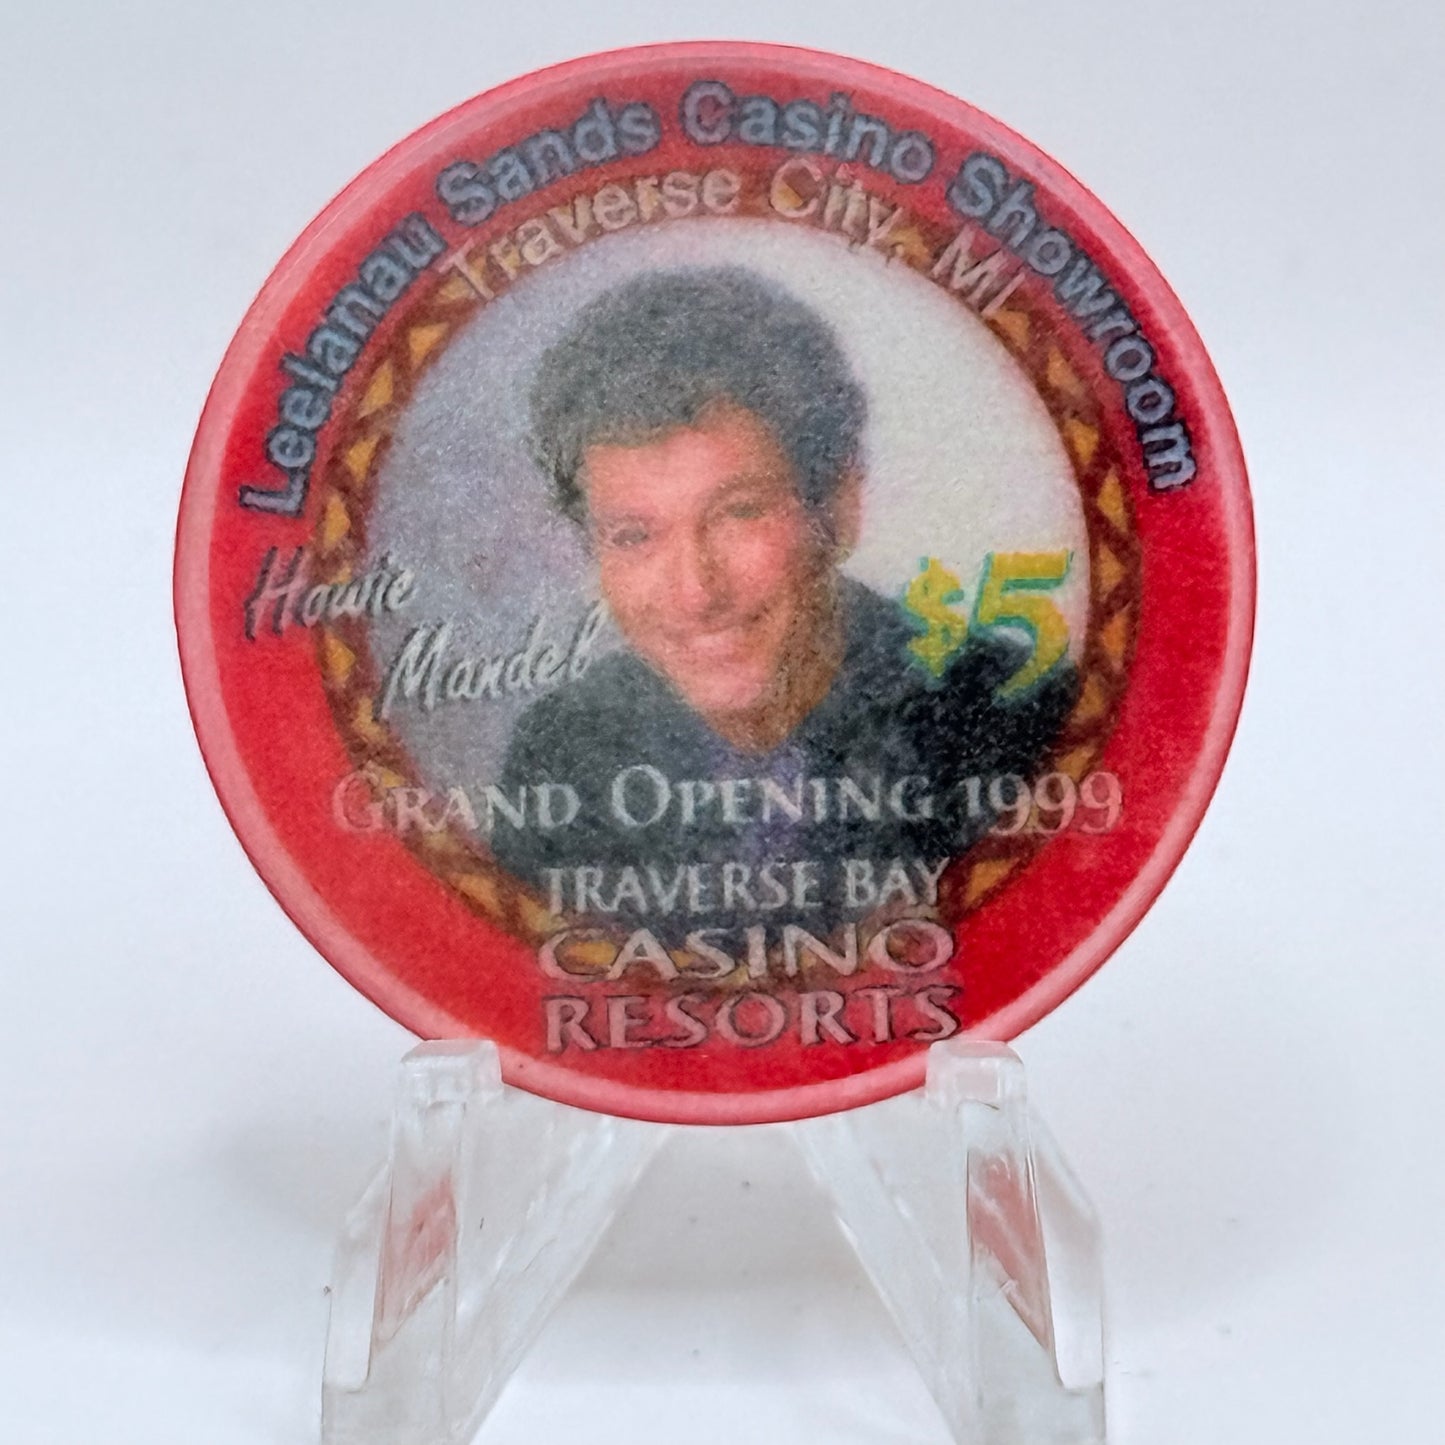 Leelanau Sands Casino Showroom
Traverse City, MI
Howie
Mandel
$5
GRAND OPENING 1999
TRAVERSE BAY
CASINO
RESORTS